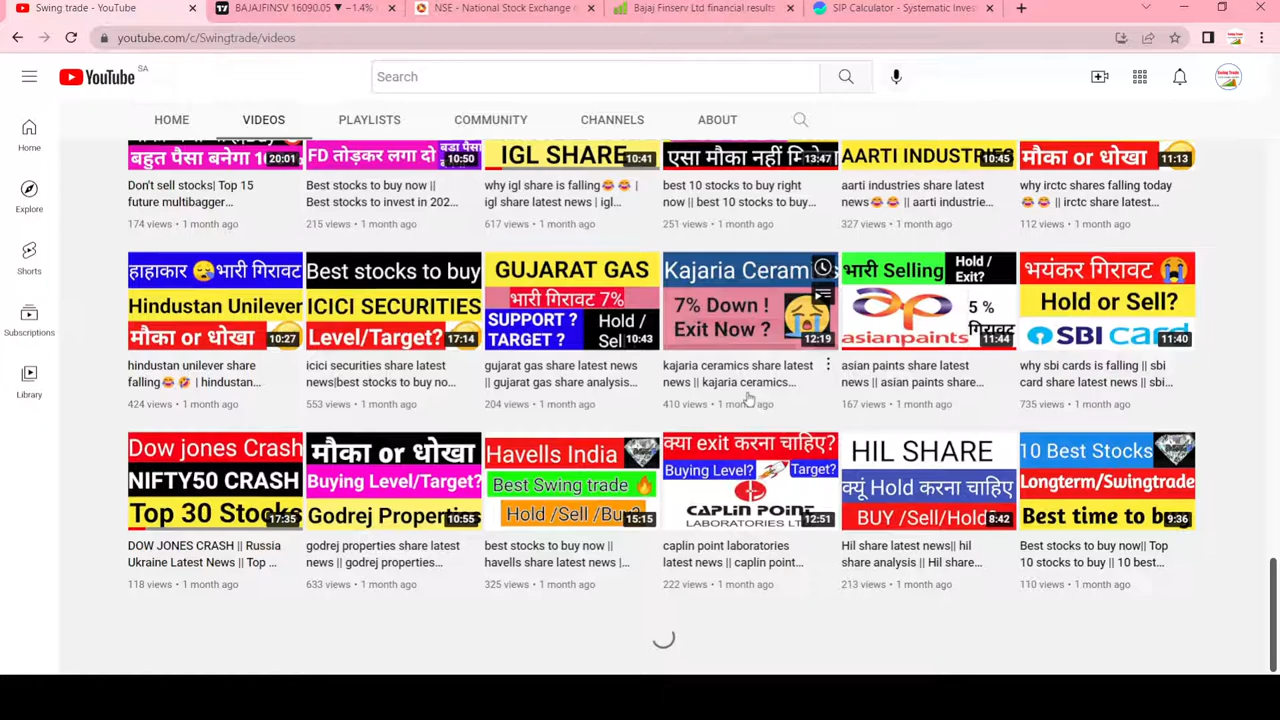 Swing trade - YouTube
BAJAJFINSV 16090.05 ▼ −1.4%
NSE - National Stock Exchange
Bajaj Finserv Ltd financial results
SIP Calculator - Systematic Inves
youtube.com/c/Swingtrade/videos
YouTube SA
Search
HOME VIDEOS PLAYLISTS COMMUNITY CHANNELS ABOUT
Home
Explore
Shorts
Subscriptions
Library
बहुत पैसा बनेगा
20:01
FD तोड़कर लगा दो
10:50
IGL SHARE
10:41
एसा मौका नहीं
13:47
AARTI INDUSTRIES
10:45
मौका or धोखा
11:13
Don't sell stocks| Top 15
future multibagger...
174 views • 1 month ago
Best stocks to buy now ||
Best stocks to invest in 202...
215 views • 1 month ago
why igl share is falling😂😂 |
igl share latest news | igl...
617 views • 1 month ago
best 10 stocks to buy right
now || best 10 stocks to buy...
251 views • 1 month ago
aarti industries share latest
news😂😂 || aarti industrie...
327 views • 1 month ago
why irctc shares falling today
😂😂 || irctc share latest...
112 views • 1 month ago
हाहाकार 😪भारी गिरावट
Hindustan Unilever
मौका or धोखा
10:27
Best stocks to buy
ICICI SECURITIES
Level/Target?
17:14
GUJARAT GAS
भारी गिरावट 7%
SUPPORT ?
TARGET ?
Hold /
Sel
10:43
Kajaria Cerami
7% Down !
Exit Now ?
12:19
भारी Selling
Hold /
Exit?
asianpaints
5 %
गिरावट
11:44
भयंकर गिरावट 😭
Hold or Sell?
SBI card
11:40
hindustan unilever share
falling😂🤣 | hindustan...
424 views • 1 month ago
icici securities share latest
news|best stocks to buy no...
553 views • 1 month ago
gujarat gas share latest news
|| gujarat gas share analysis...
204 views • 1 month ago
kajaria ceramics share latest
news || kajaria ceramics...
410 views • 1 month ago
asian paints share latest
news || asian paints share...
167 views • 1 month ago
why sbi cards is falling || sbi
card share latest news || sbi...
735 views • 1 month ago
Dow jones Crash
NIFTY50 CRASH
Top 30 Stocks
17:35
मौका or धोखा
Buying Level/Target?
Godrej Properties
10:55
Havells India
Best Swing trade 🔥
Hold /Sell /Buy?
15:15
क्या exit करना चाहिए?
Buying Level? Target?
CAPLIN POINT
LABORATORIES LT
12:51
HIL SHARE
क्यूं Hold करना चाहिए
BUY /Sell/Hold
8:42
10 Best Stocks
Longterm/Swingtrade
Best time to bu
9:36
DOW JONES CRASH || Russia
Ukraine Latest News || Top ...
118 views • 1 month ago
godrej properties share latest
news || godrej properties...
633 views • 1 month ago
best stocks to buy now ||
havells share latest news |...
325 views • 1 month ago
caplin point laboratories
latest news || caplin point...
222 views • 1 month ago
Hil share latest news|| hil
share analysis || Hil share...
213 views • 1 month ago
Best stocks to buy now|| Top
10 stocks to buy || 10 best...
110 views • 1 month ago